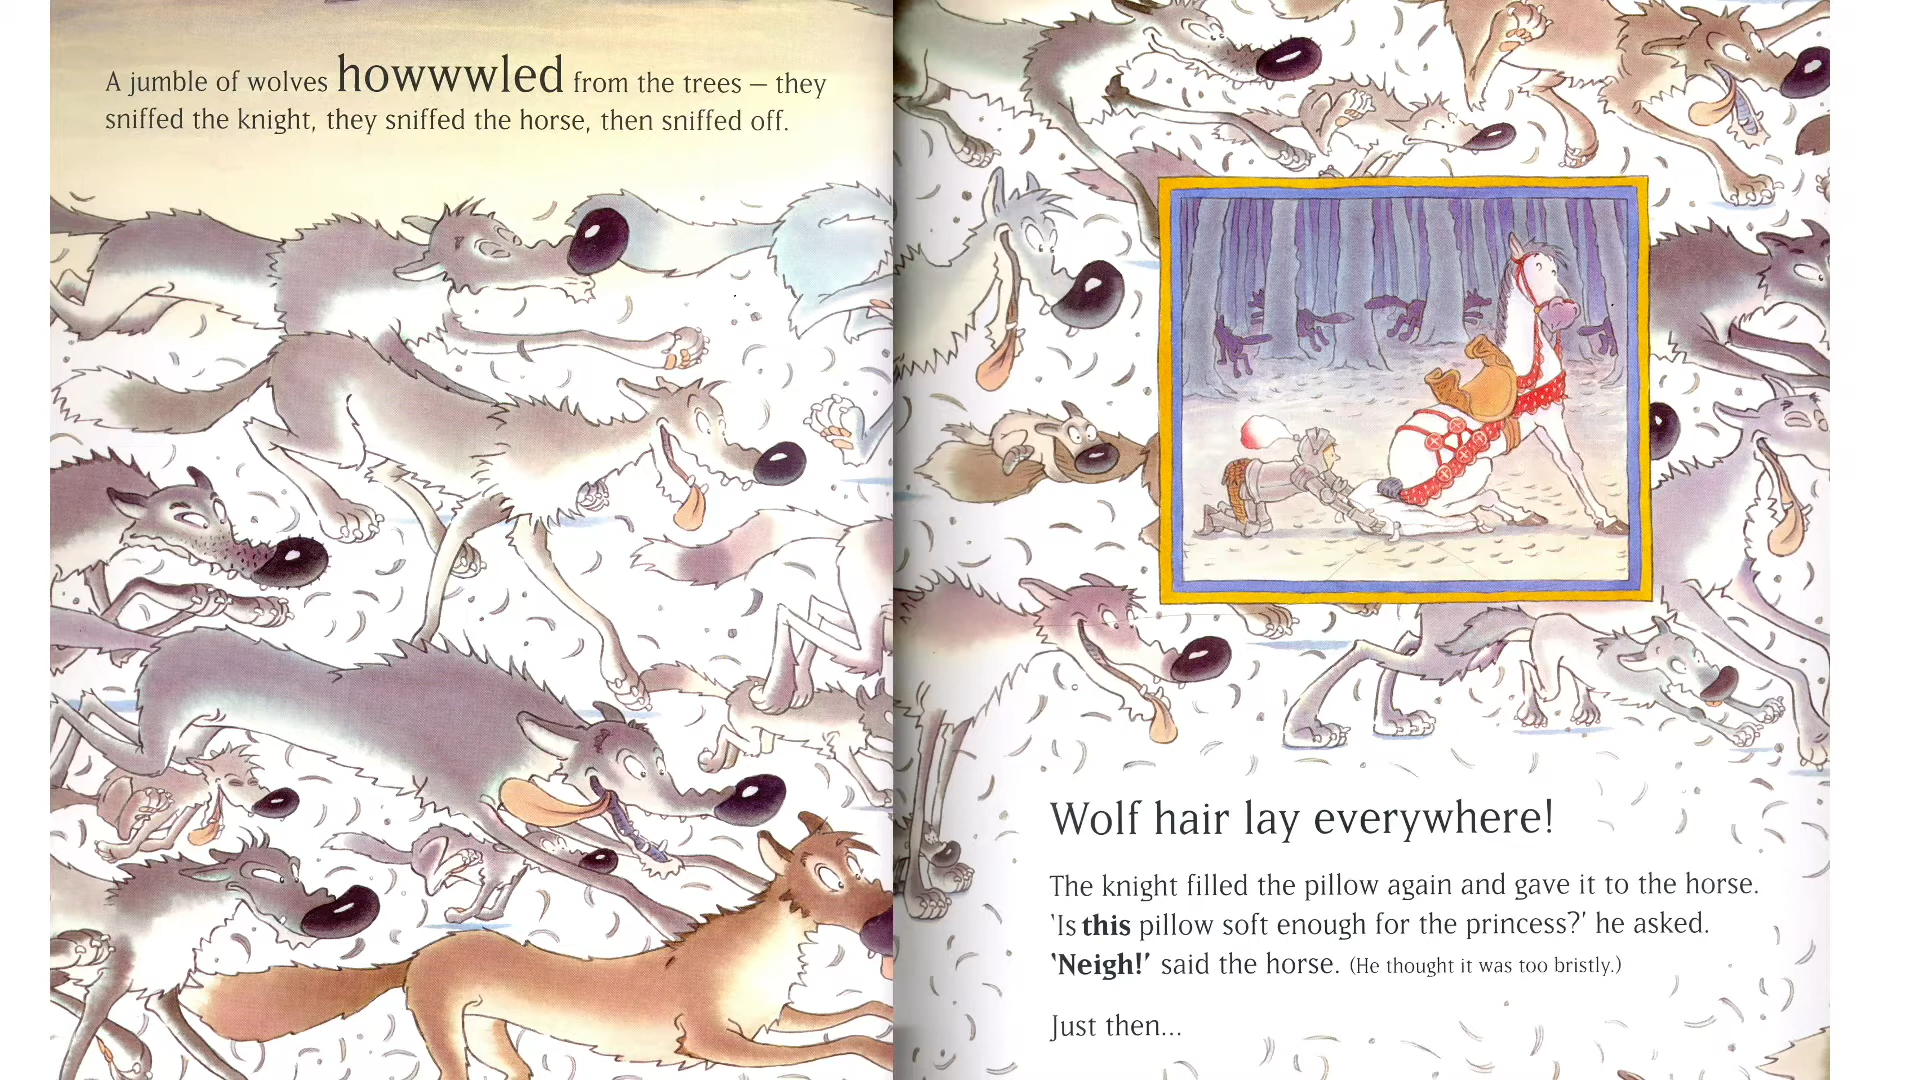 A jumble of wolves howwwled from the trees – they
sniffed the knight, they sniffed the horse, then sniffed off.
Wolf hair lay everywhere!
The knight filled the pillow again and gave it to the horse.
'Is this pillow soft enough for the princess?' he asked.
'Neigh!' said the horse. (He thought it was too bristly.)
Just then...